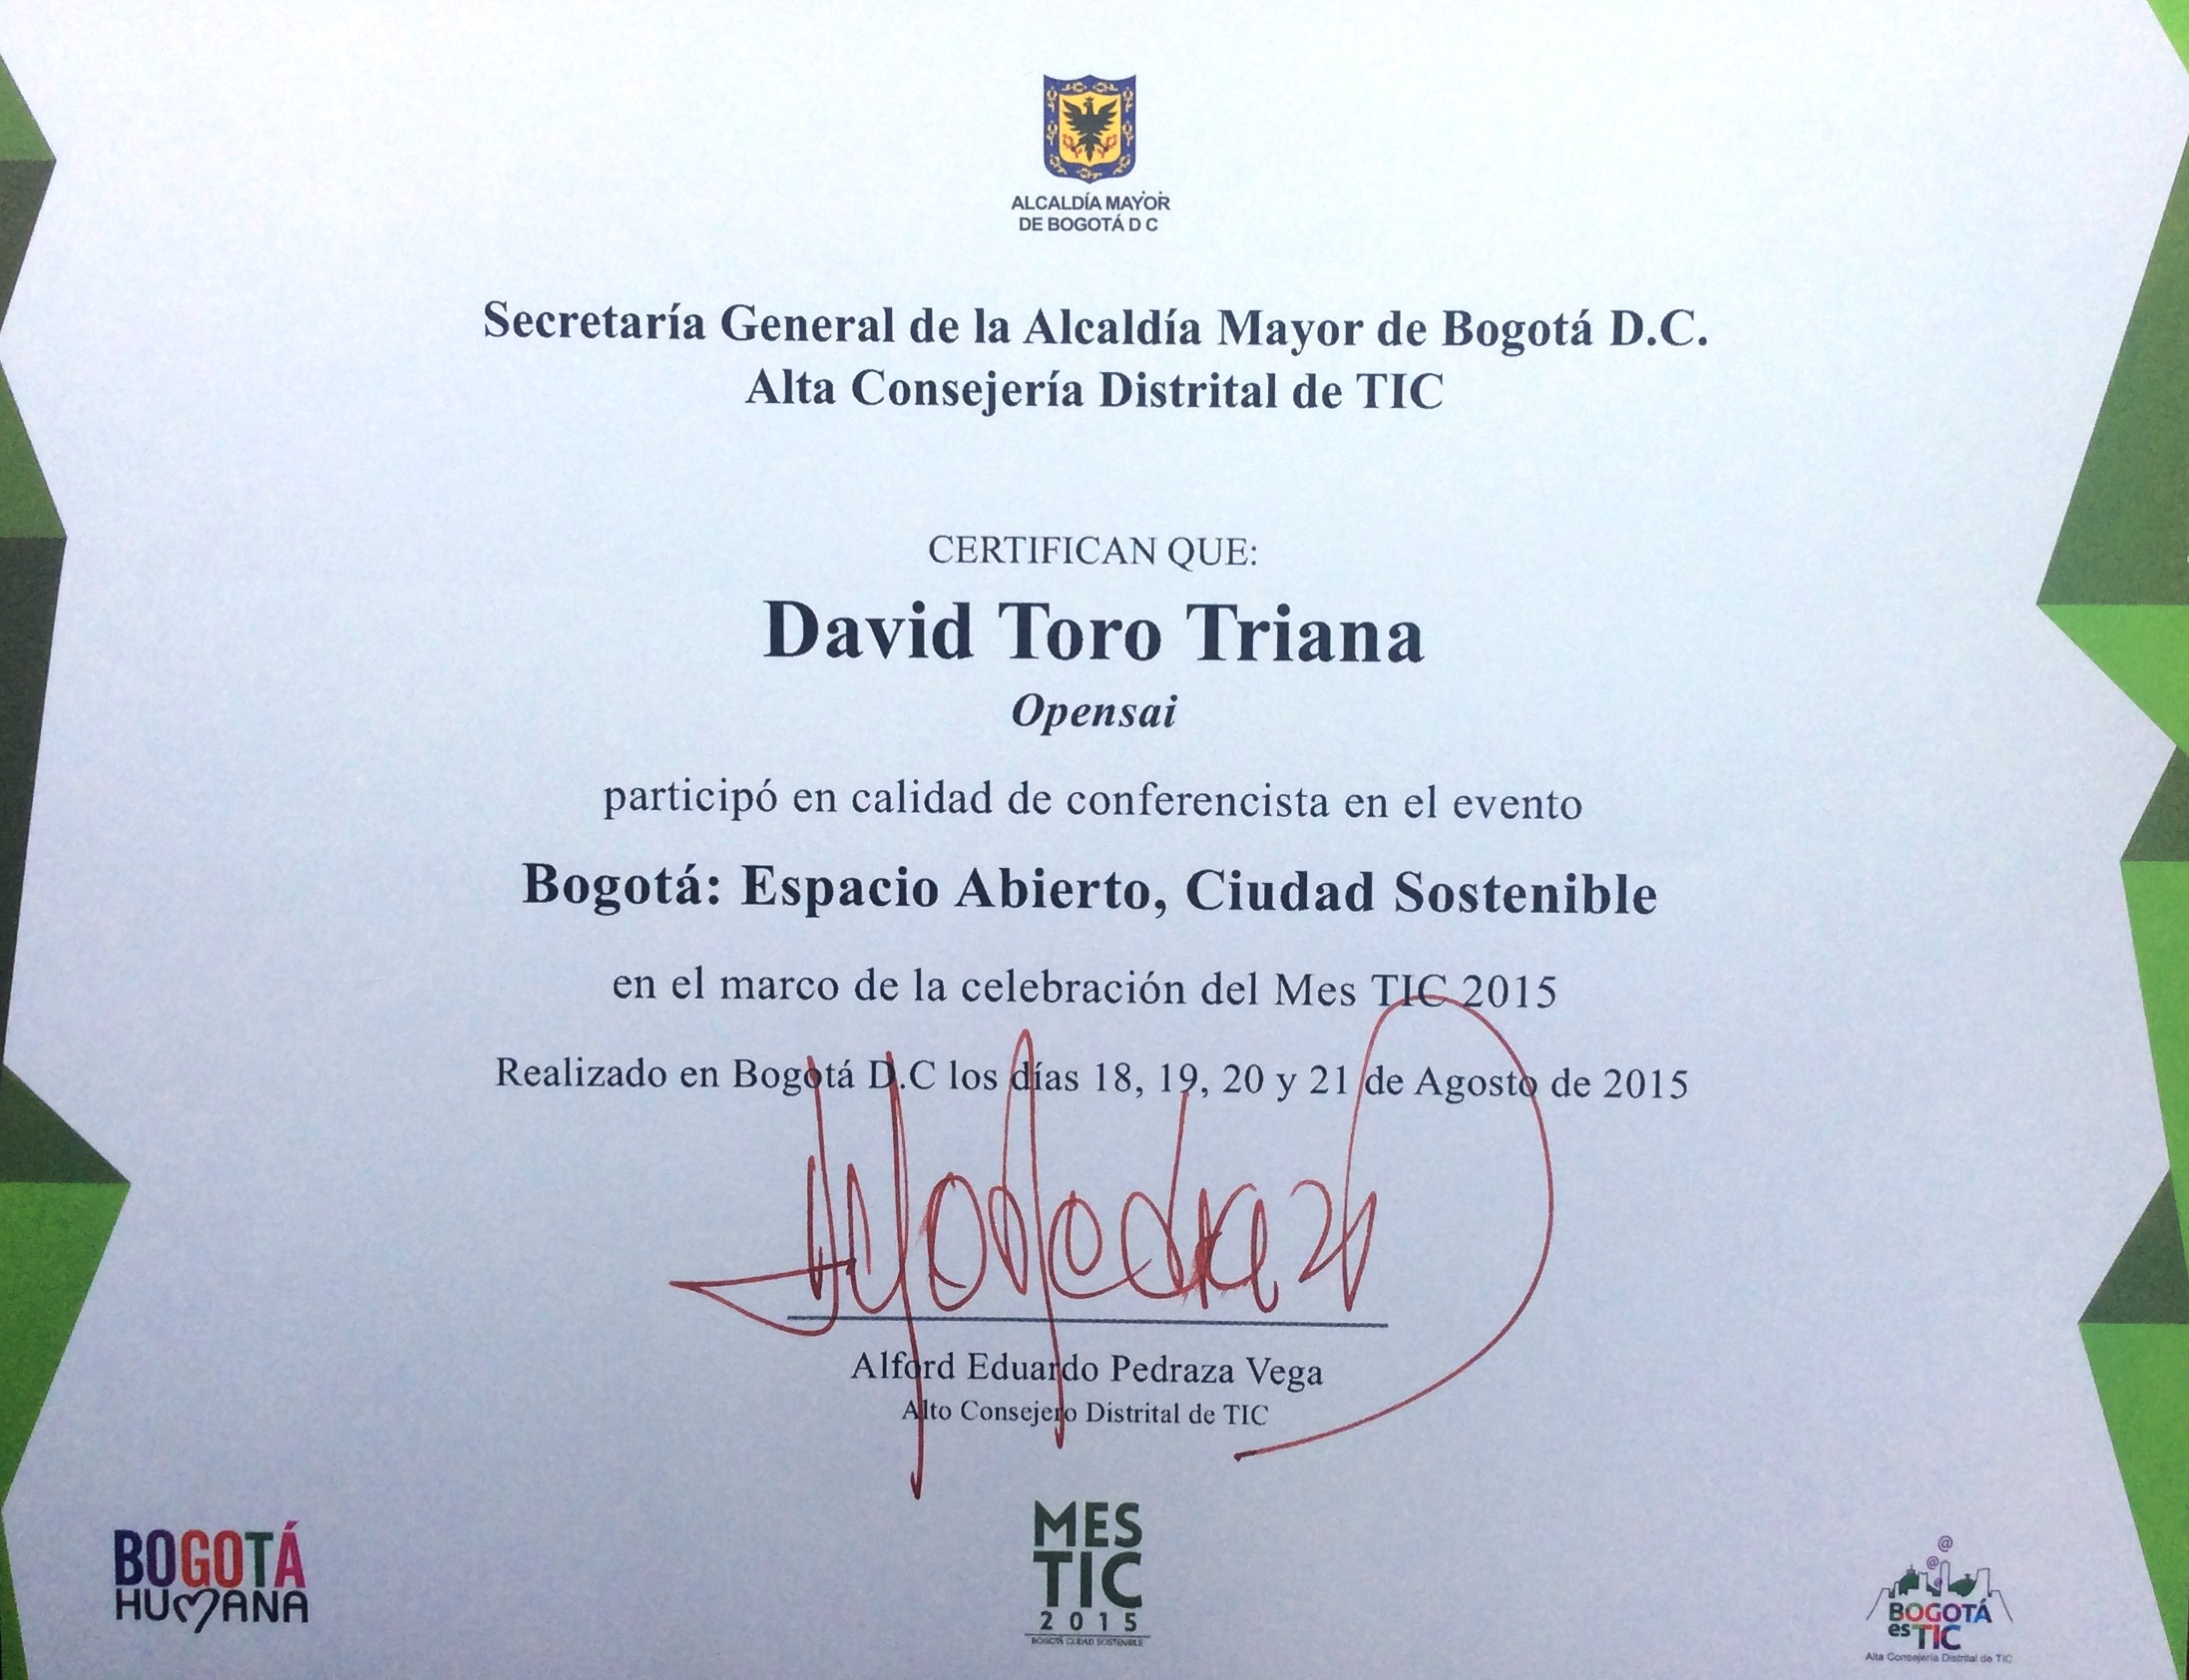 ALCALDÍA MAYOR
DE BOGOTÁ D C
Secretaría General de la Alcaldía Mayor de Bogotá D.C.
Alta Consejería Distrital de TIC
CERTIFICAN QUE:
David Toro Triana
Opensai
participó en calidad de conferencista en el evento
Bogotá: Espacio Abierto, Ciudad Sostenible
en el marco de la celebración del Mes TIC 2015
Realizado en Bogotá D.C los días 18, 19, 20 y 21 de Agosto de 2015
Alford Eduardo Pedraza Vega
Alto Consejero Distrital de TIC
BOGOTÁ
HUMANA
MES
TIC
2015
BOGOTÁ CIUDAD SOSTENIBLE
@
@
BOGOTÁ
es TIC
Alta Consejería Distrital de TIC